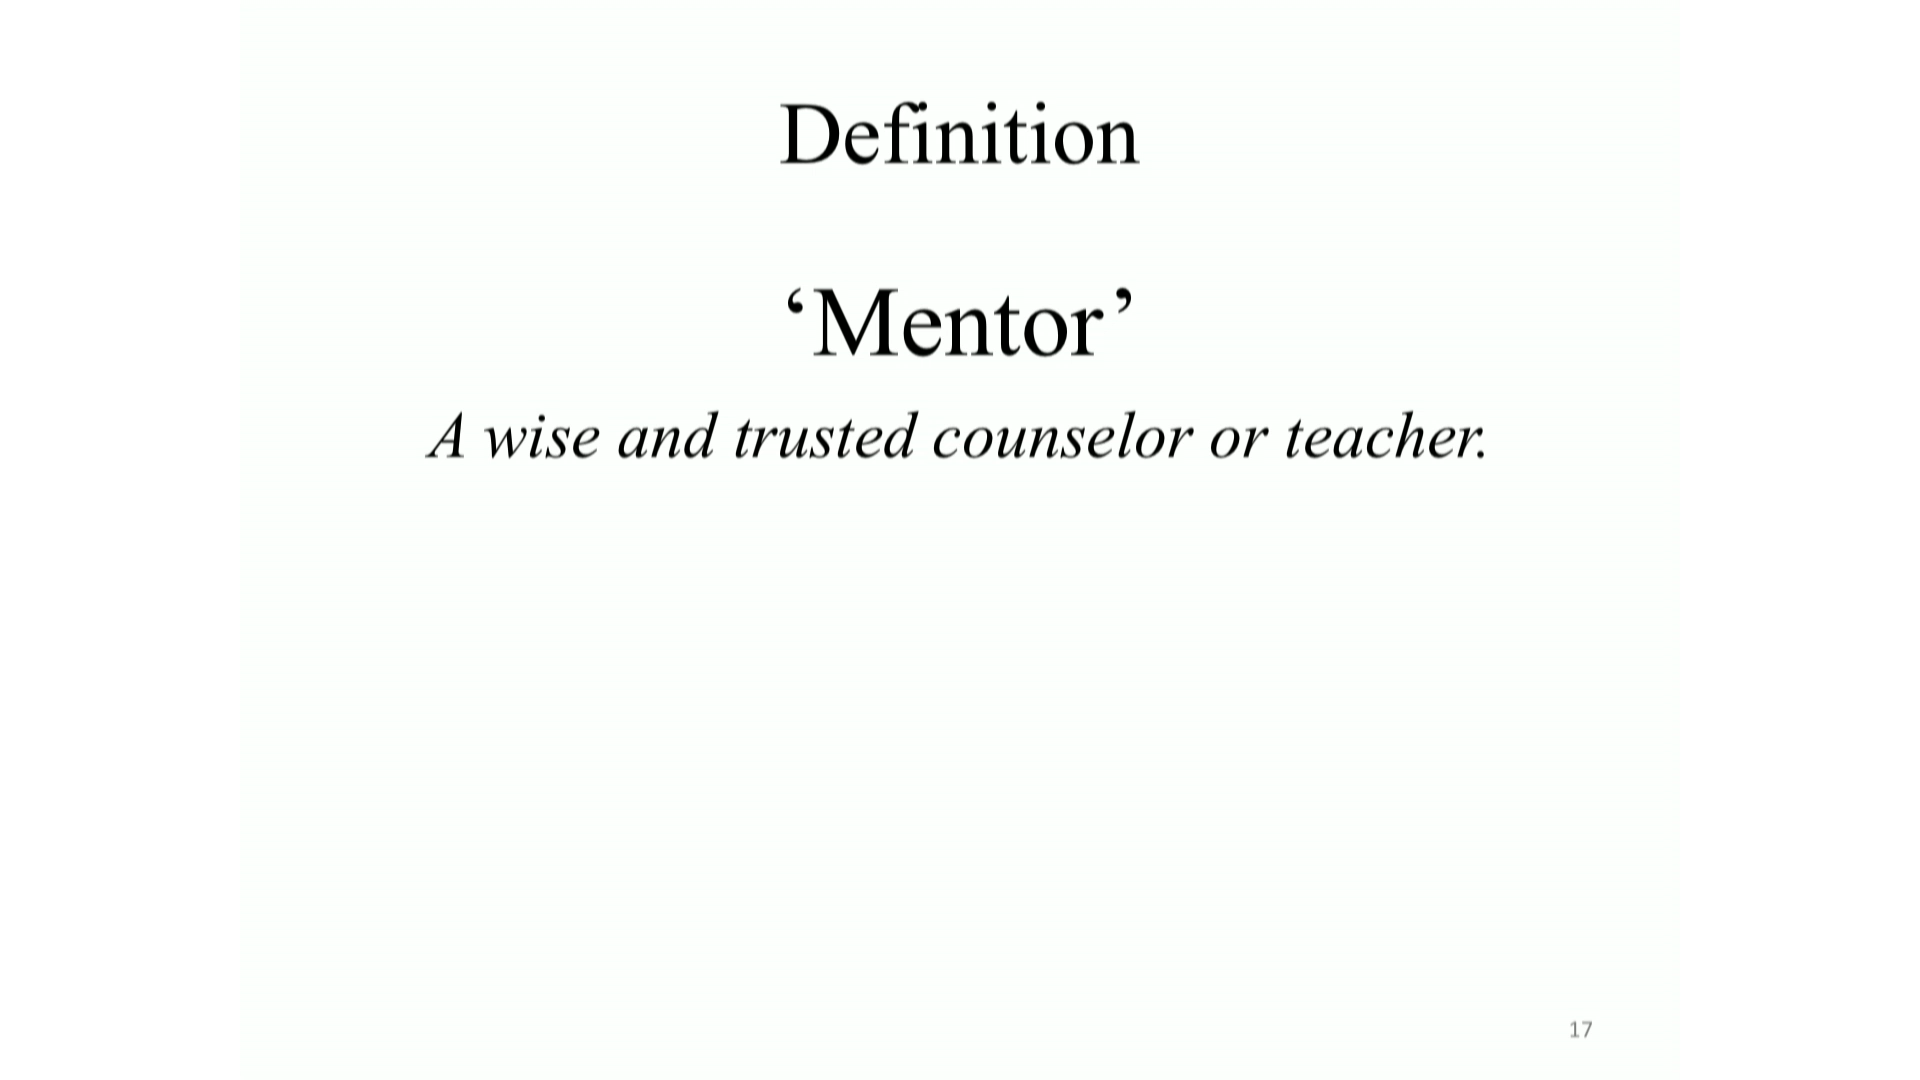 Definition
‘Mentor’
A wise and trusted counselor or teacher.
17